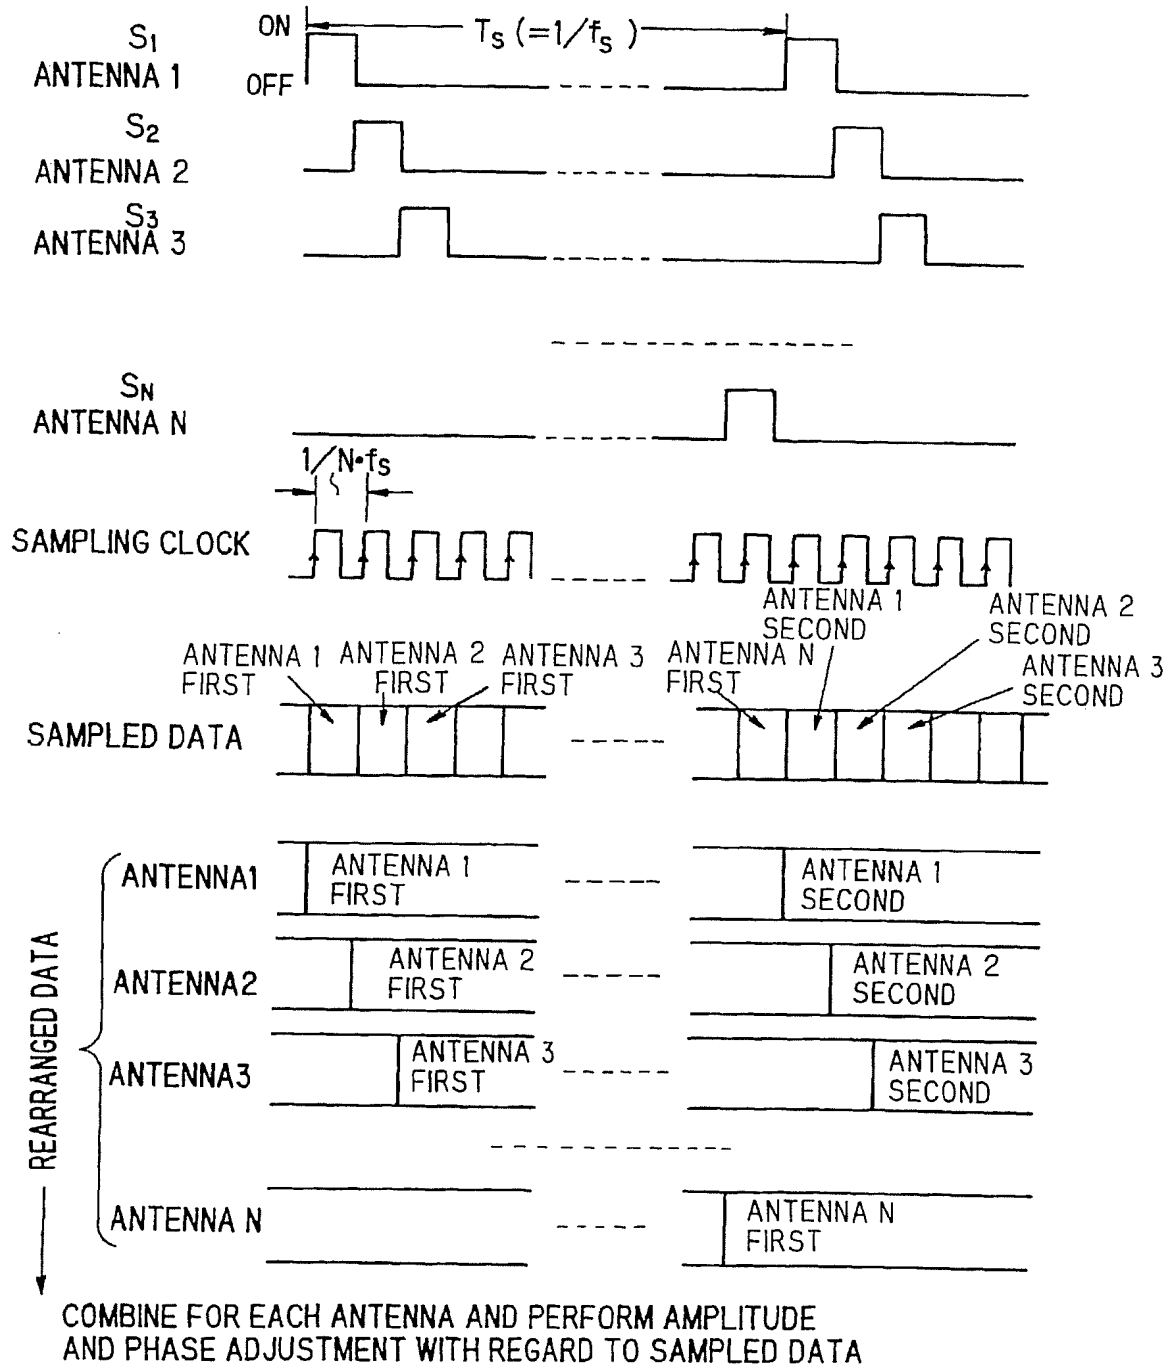 S1
ANTENNA 1
ON
OFF
TS (=1/fS)
S2
ANTENNA 2
S3
ANTENNA 3
SN
ANTENNA N
1/N·fS
SAMPLING CLOCK
ANTENNA 1
FIRST
ANTENNA 2
FIRST
ANTENNA 3
FIRST
ANTENNA N
FIRST
ANTENNA 1
SECOND
ANTENNA 2
SECOND
ANTENNA 3
SECOND
SAMPLED DATA
REARRANGED DATA
ANTENNA1
ANTENNA 1
FIRST
ANTENNA 1
SECOND
ANTENNA2
ANTENNA 2
FIRST
ANTENNA 2
SECOND
ANTENNA3
ANTENNA 3
FIRST
ANTENNA 3
SECOND
ANTENNA N
ANTENNA N
FIRST
COMBINE FOR EACH ANTENNA AND PERFORM AMPLITUDE
AND PHASE ADJUSTMENT WITH REGARD TO SAMPLED DATA